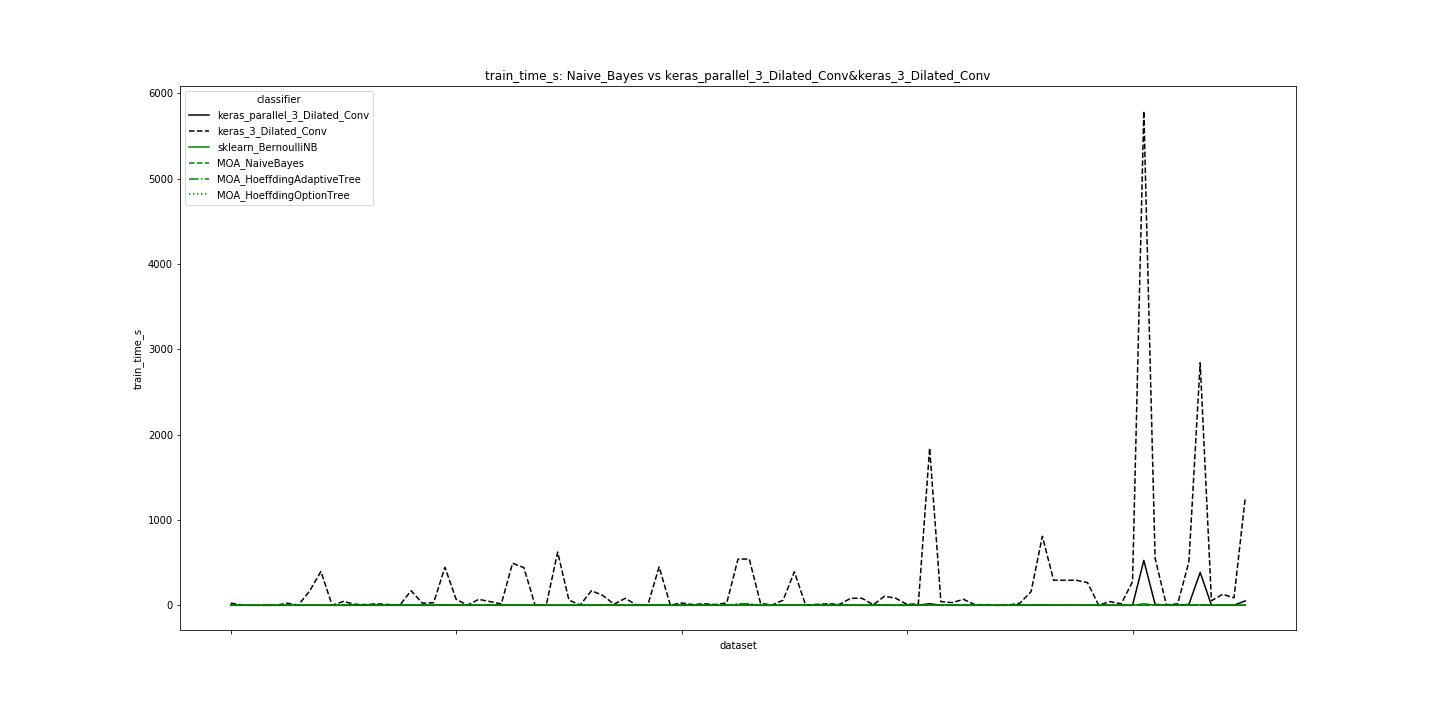 train_time_s: Naive_Bayes vs keras_parallel_3_Dilated_Conv&keras_3_Dilated_Conv
classifier
keras_parallel_3_Dilated_Conv
keras_3_Dilated_Conv
sklearn_BernoulliNB
MOA_NaiveBayes
MOA_HoeffdingAdaptiveTree
MOA_HoeffdingOptionTree
6000
5000
4000
3000
2000
1000
0
train_time_s
dataset